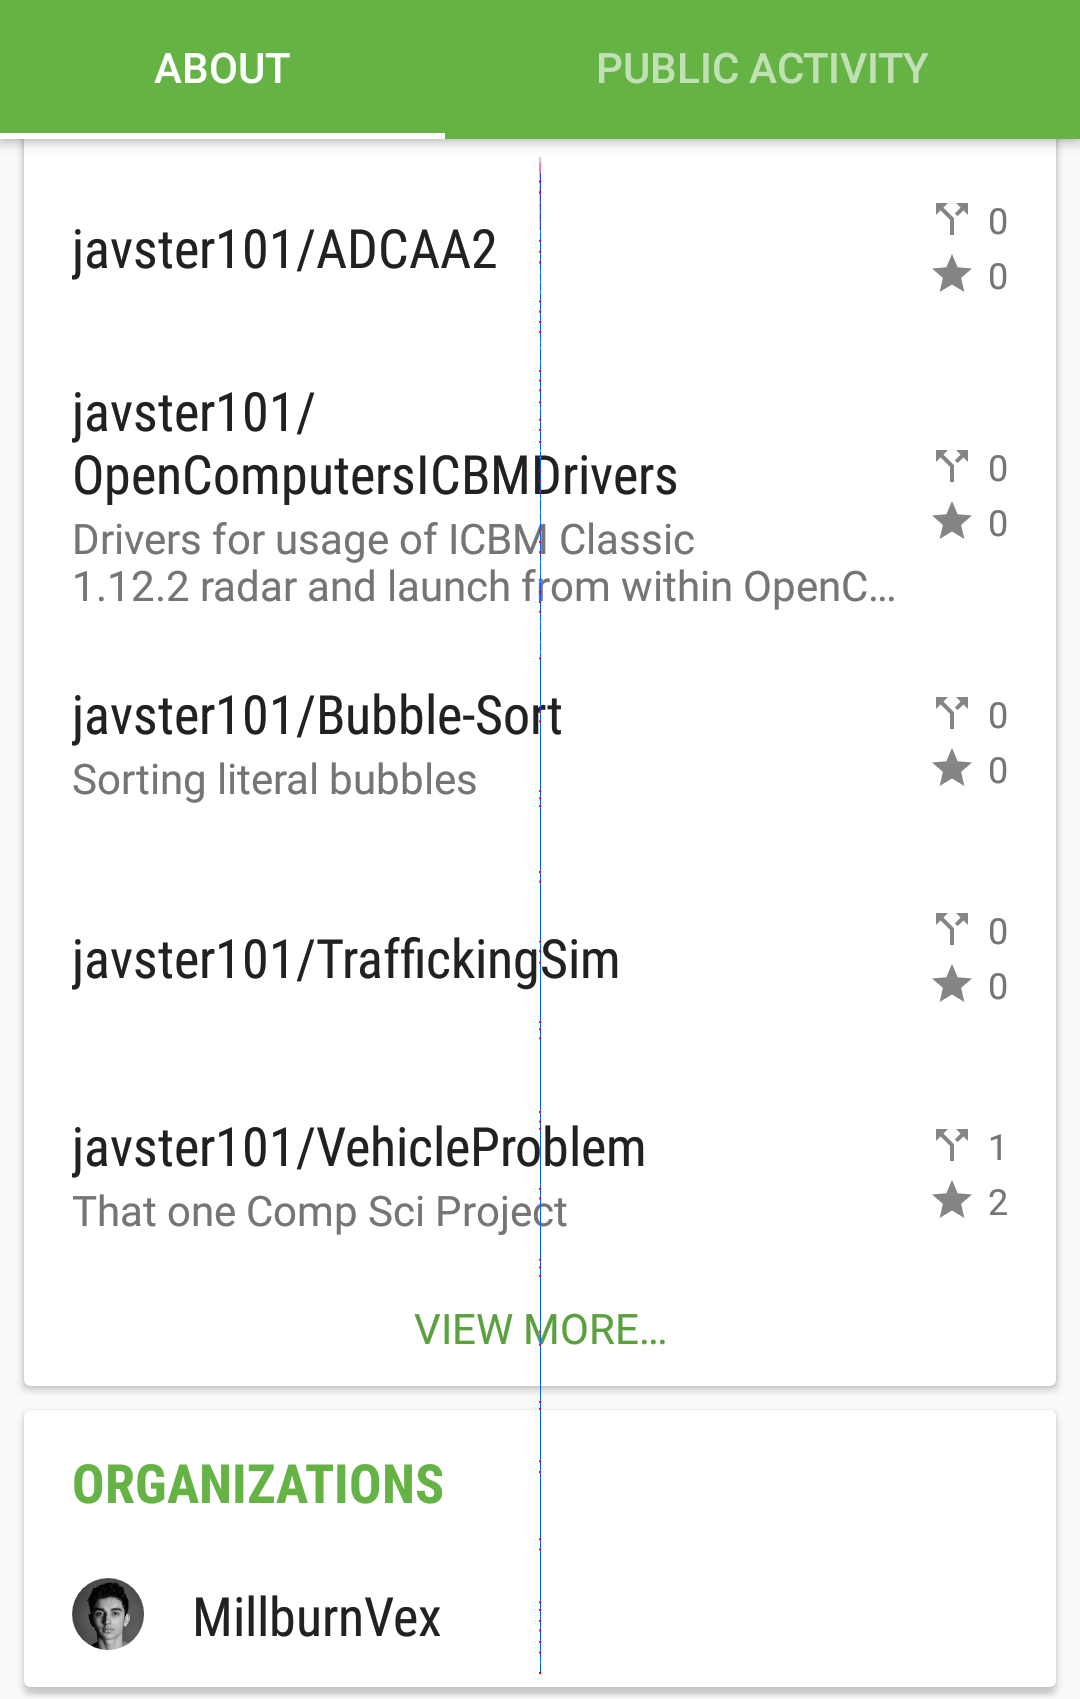 ABOUT
PUBLIC ACTIVITY
javster101/ADCAA2
0
0
javster101/
OpenComputersICBMDrivers
0
0
Drivers for usage of ICBM Classic
1.12.2 radar and launch from within OpenC...
javster101/Bubble-Sort
0
Sorting literal bubbles
0
javster101/TraffickingSim
0
0
javster101/VehicleProblem
1
That one Comp Sci Project
2
VIEW MORE...
ORGANIZATIONS
MillburnVex